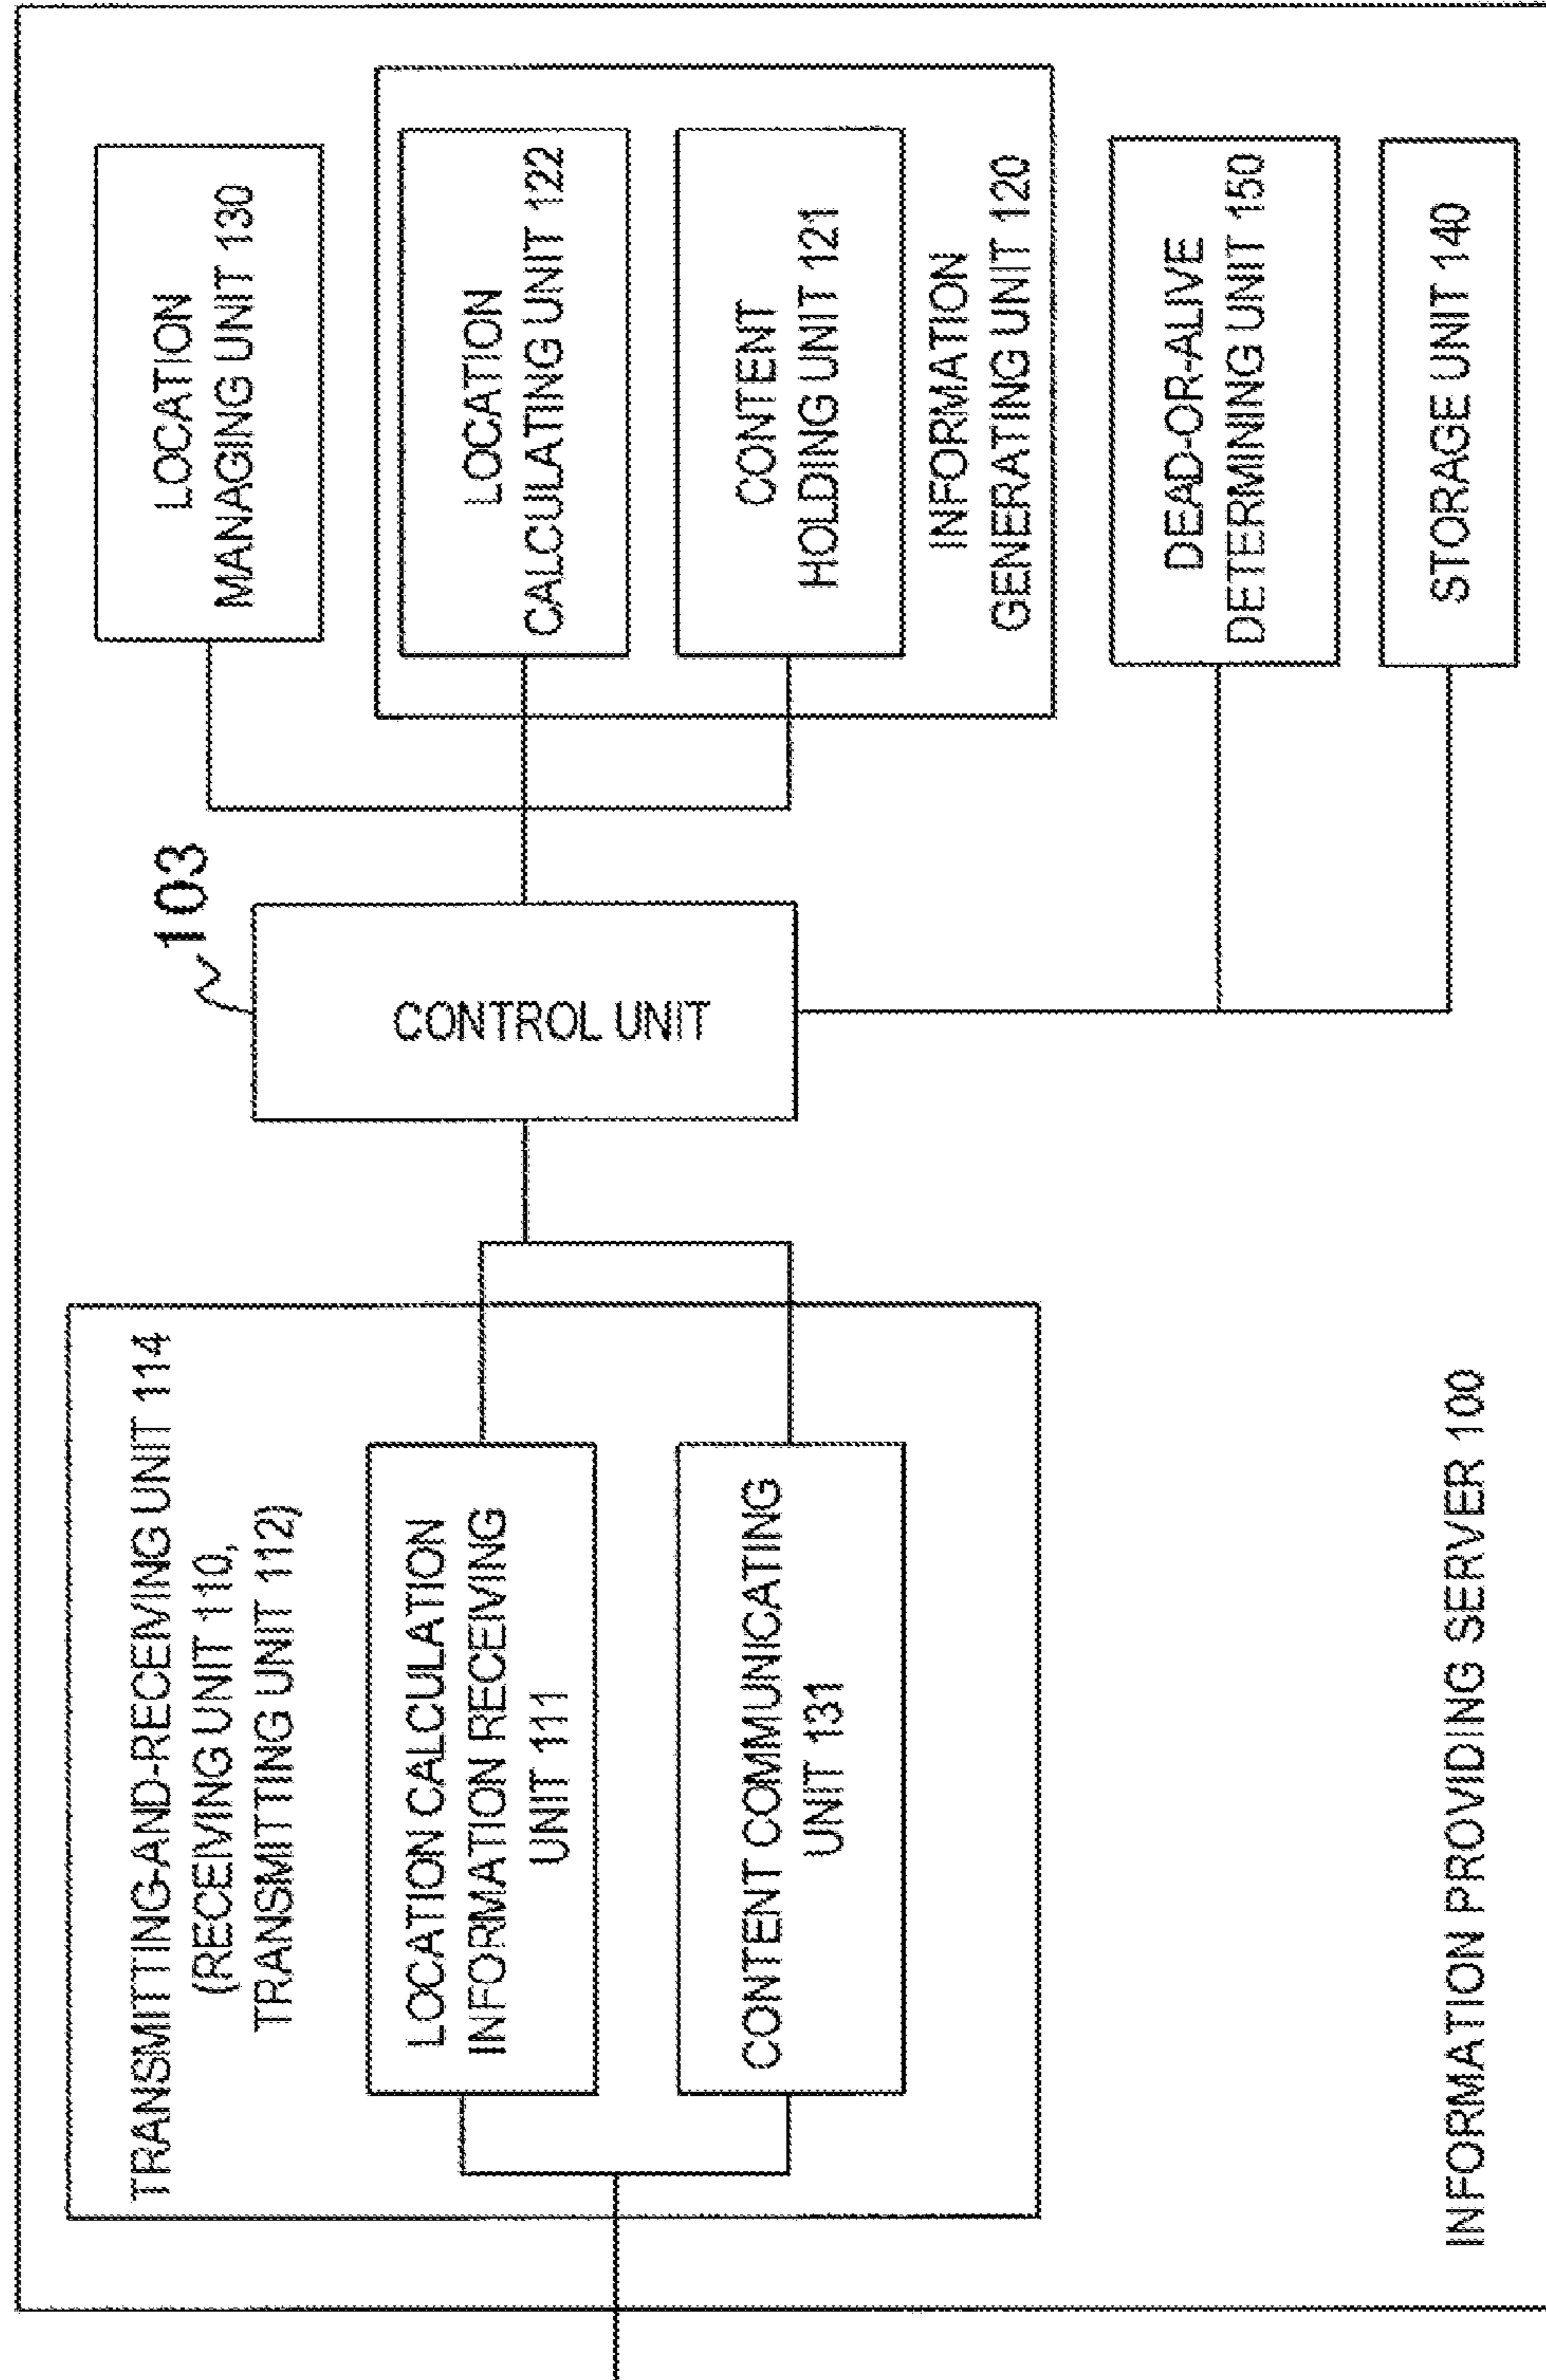 TRANSMITTING-AND-RECEIVING UNIT 114
(RECEIVING UNIT 110,
TRANSMITTING UNIT 112)
LOCATION CALCULATION
INFORMATION RECEIVING
UNIT 111
CONTENT COMMUNICATING
UNIT 131
INFORMATION PROVIDING SERVER 100
103
CONTROL UNIT
LOCATION
MANAGING UNIT 130
LOCATION
CALCULATING UNIT 122
CONTENT
HOLDING UNIT 121
INFORMATION
GENERATING UNIT 120
DEAD-OR-ALIVE
DETERMINING UNIT 150
STORAGE UNIT 140